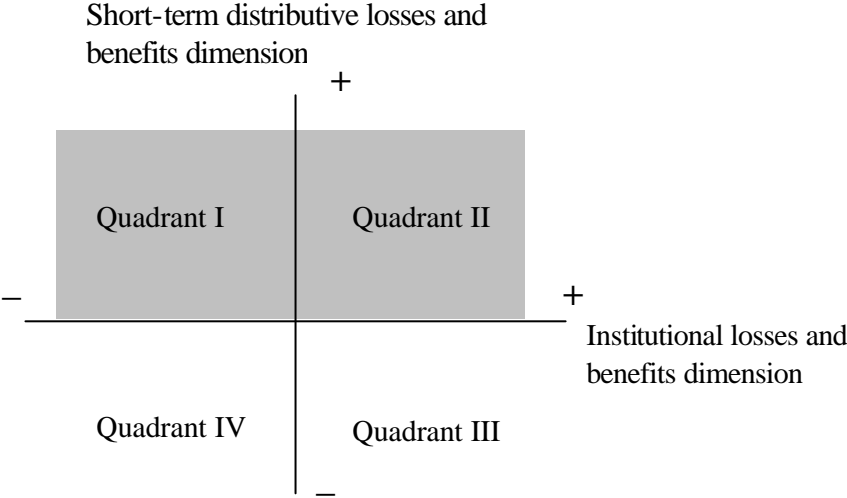 Short-term distributive losses and
benefits dimension
+
Quadrant I
Quadrant II
–
+
Institutional losses and
benefits dimension
Quadrant IV
Quadrant III
–